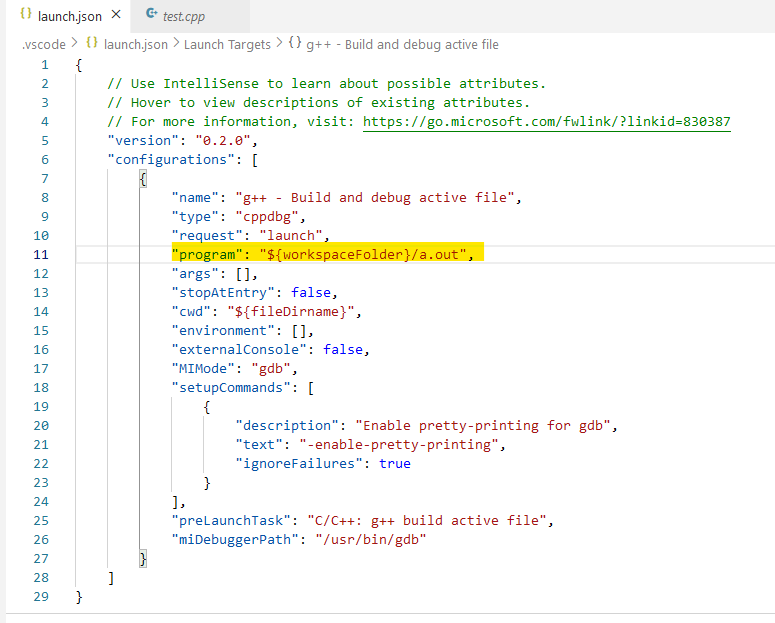 launch.json
test.cpp
.vscode > launch.json > Launch Targets > g++ - Build and debug active file
1 {
2 // Use IntelliSense to learn about possible attributes.
3 // Hover to view descriptions of existing attributes.
4 // For more information, visit: https://go.microsoft.com/fwlink/?linkid=830387
5 "version": "0.2.0",
6 "configurations": [
7 {
8 "name": "g++ - Build and debug active file",
9 "type": "cppdbg",
10 "request": "launch",
11 "program": "${workspaceFolder}/a.out",
12 "args": [],
13 "stopAtEntry": false,
14 "cwd": "${fileDirname}",
15 "environment": [],
16 "externalConsole": false,
17 "MIMode": "gdb",
18 "setupCommands": [
19 {
20 "description": "Enable pretty-printing for gdb",
21 "text": "-enable-pretty-printing",
22 "ignoreFailures": true
23 }
24 ],
25 "preLaunchTask": "C/C++: g++ build active file",
26 "miDebuggerPath": "/usr/bin/gdb"
27 }
28 ]
29 }